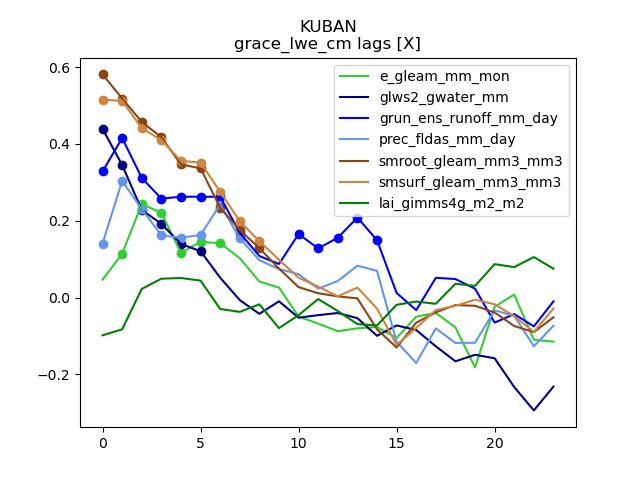 KUBAN
grace_lwe_cm lags [X]
0.6
0.4
0.2
0.0
−0.2
0
5
10
15
20
e_gleam_mm_mon
glws2_gwater_mm
grun_ens_runoff_mm_day
prec_fldas_mm_day
smroot_gleam_mm3_mm3
smsurf_gleam_mm3_mm3
lai_gimms4g_m2_m2